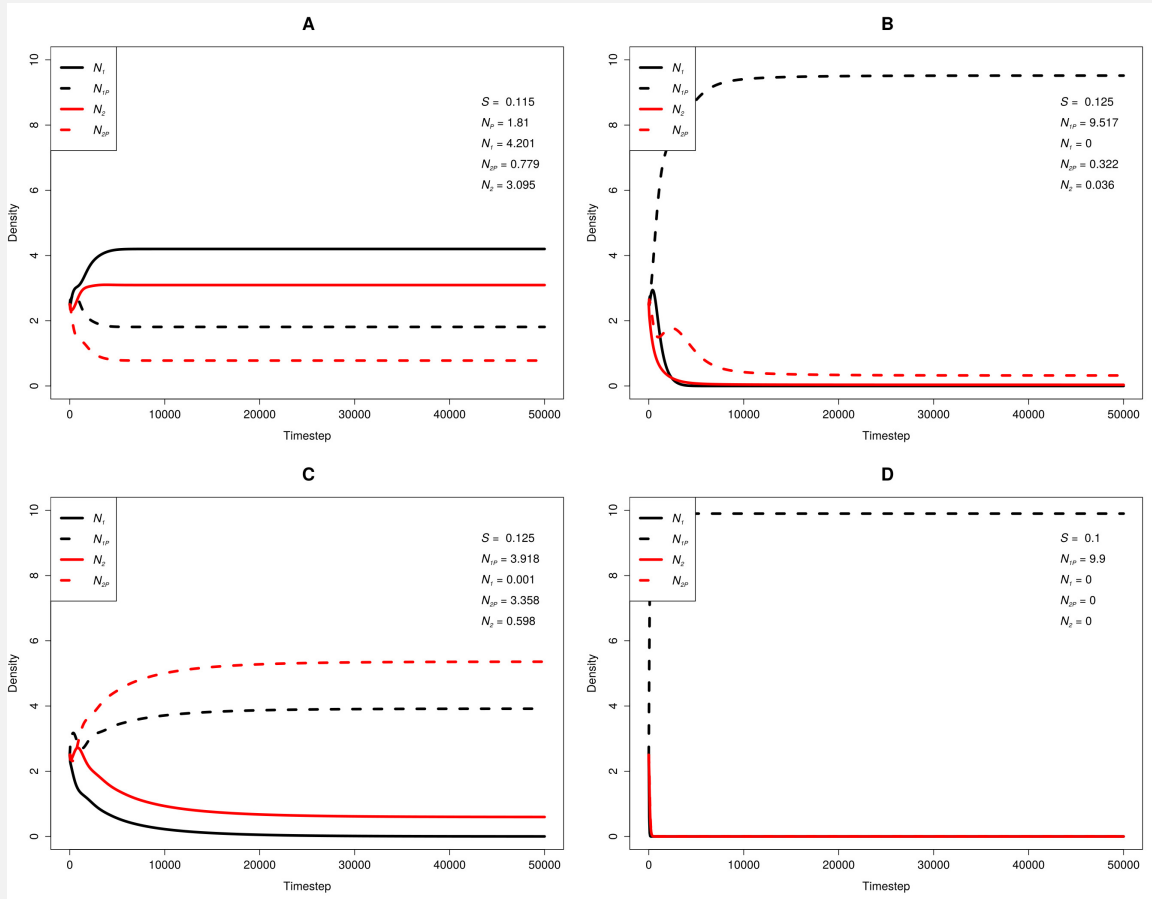 A
N₁
N₁P
N₂
N₂P
S = 0.115
NP = 1.81
N₁ = 4.201
N₂P = 0.779
N₂ = 3.095
10
8
6
4
2
0
Density
0 10000 20000 30000 40000 50000
Timestep
B
N₁
N₁P
N₂
N₂P
S = 0.125
N₁P = 9.517
N₁ = 0
N₂P = 0.322
N₂ = 0.036
10
8
6
4
2
0
Density
0 10000 20000 30000 40000 50000
Timestep
C
N₁
N₁P
N₂
N₂P
S = 0.125
N₁P = 3.918
N₁ = 0.001
N₂P = 3.358
N₂ = 0.598
10
8
6
4
2
0
Density
0 10000 20000 30000 40000 50000
Timestep
D
N₁
N₁P
N₂
N₂P
S = 0.1
N₁P = 9.9
N₁ = 0
N₂P = 0
N₂ = 0
10
8
6
4
2
0
Density
0 10000 20000 30000 40000 50000
Timestep